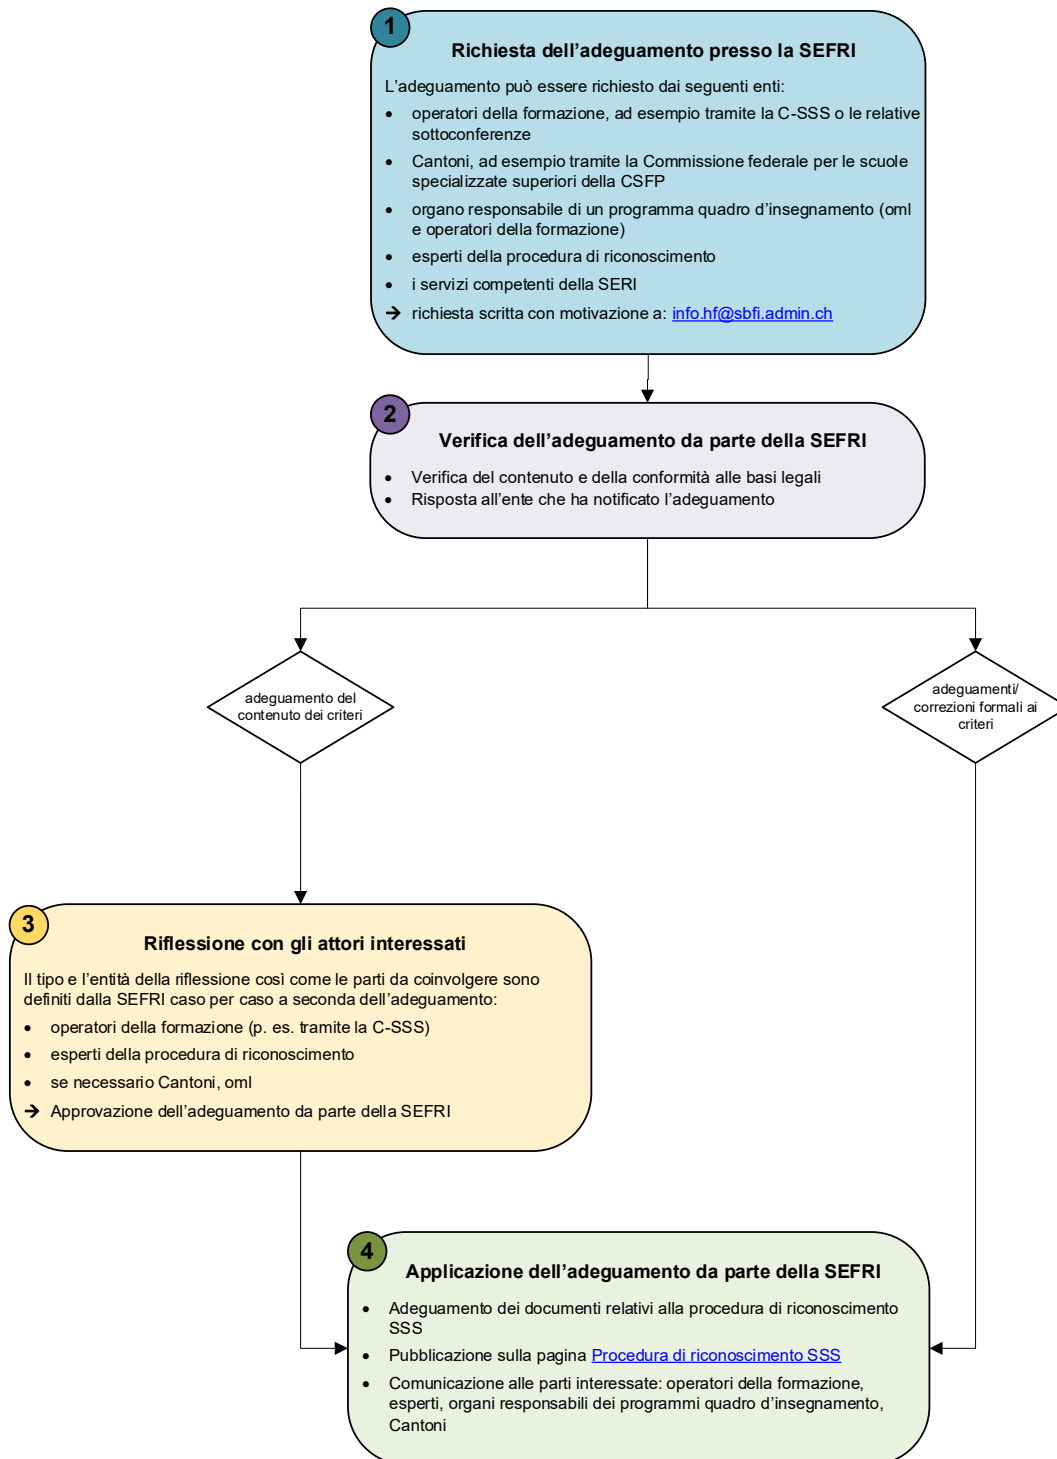 1
Richiesta dell’adeguamento presso la SEFRI
L’adeguamento può essere richiesto dai seguenti enti:
• operatori della formazione, ad esempio tramite la C-SSS o le relative
sottoconferenze
• Cantoni, ad esempio tramite la Commissione federale per le scuole
specializzate superiori della CSFP
• organo responsabile di un programma quadro d’insegnamento (oml
e operatori della formazione)
• esperti della procedura di riconoscimento
• i servizi competenti della SERI
→ richiesta scritta con motivazione a: info.hf@sbfi.admin.ch
2
Verifica dell’adeguamento da parte della SEFRI
• Verifica del contenuto e della conformità alle basi legali
• Risposta all’ente che ha notificato l’adeguamento
adeguamento del
contenuto dei criteri
adeguamenti/
correzioni formali ai
criteri
3
Riflessione con gli attori interessati
Il tipo e l’entità della riflessione così come le parti da coinvolgere sono
definiti dalla SEFRI caso per caso a seconda dell’adeguamento:
• operatori della formazione (p. es. tramite la C-SSS)
• esperti della procedura di riconoscimento
• se necessario Cantoni, oml
→ Approvazione dell’adeguamento da parte della SEFRI
4
Applicazione dell’adeguamento da parte della SEFRI
• Adeguamento dei documenti relativi alla procedura di riconoscimento
SSS
• Pubblicazione sulla pagina Procedura di riconoscimento SSS
• Comunicazione alle parti interessate: operatori della formazione,
esperti, organi responsabili dei programmi quadro d’insegnamento,
Cantoni